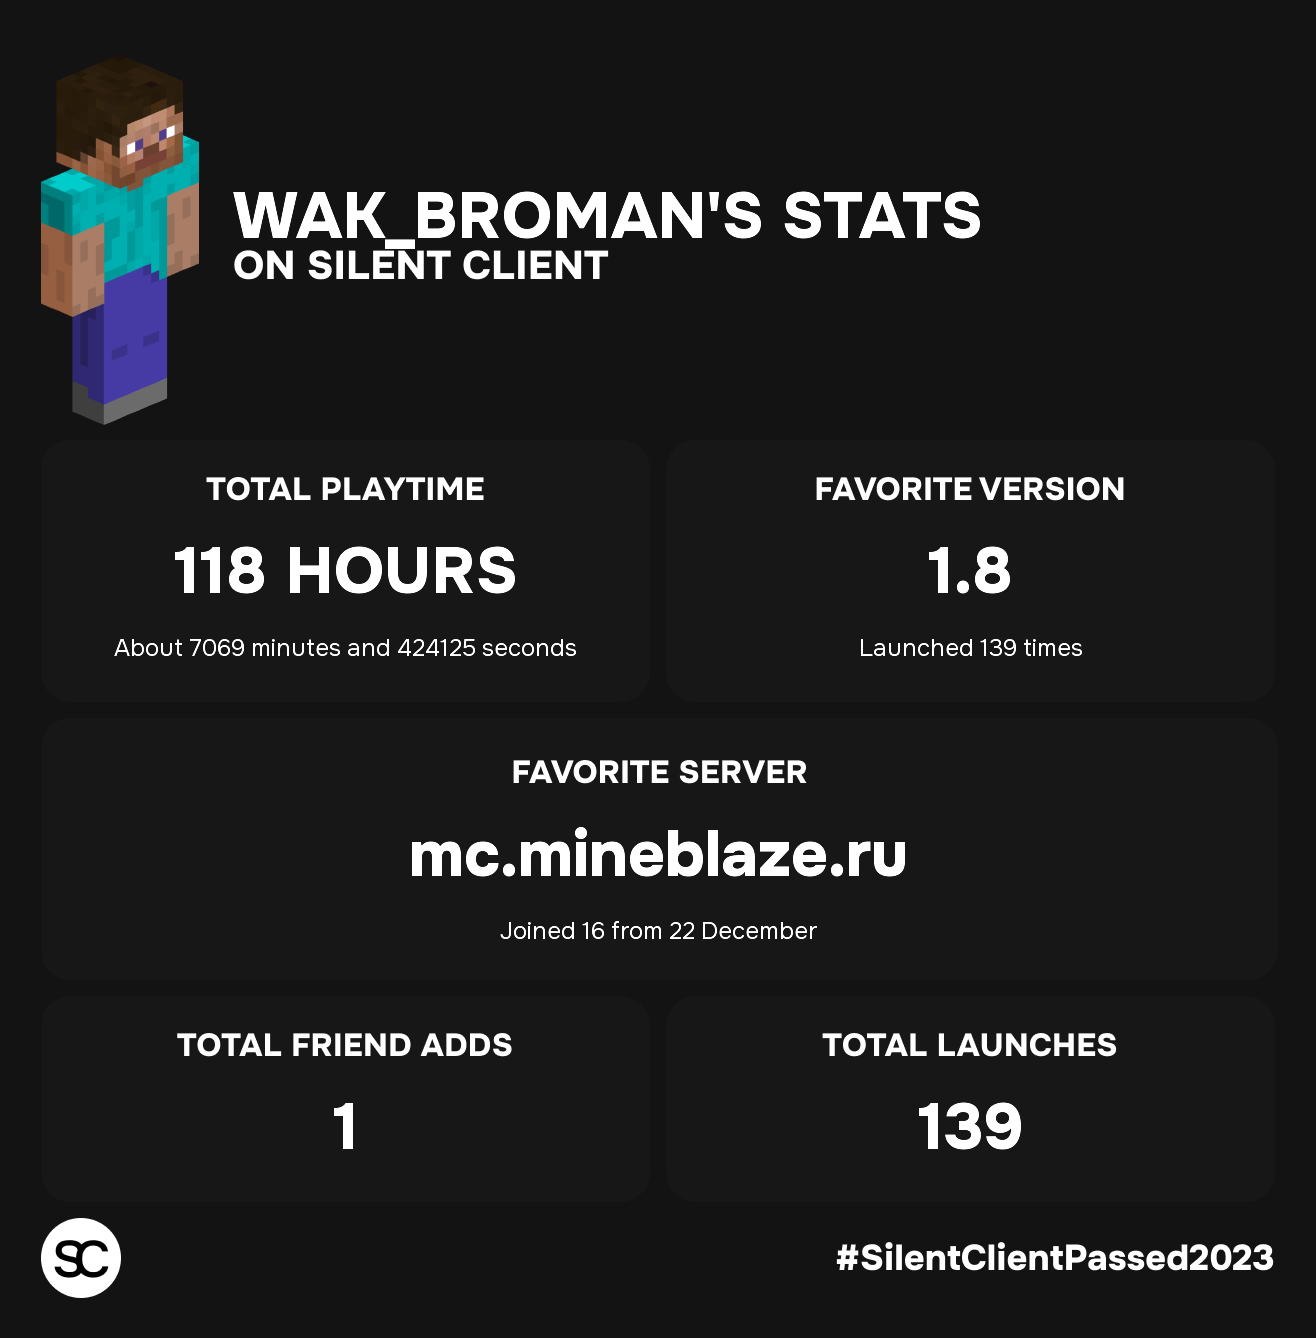 WAK_BROMAN'S STATS
ON SILENT CLIENT
TOTAL PLAYTIME
118 HOURS
About 7069 minutes and 424125 seconds
FAVORITE VERSION
1.8
Launched 139 times
FAVORITE SERVER
mc.mineblaze.ru
Joined 16 from 22 December
TOTAL FRIEND ADDS
1
TOTAL LAUNCHES
139
SC
#SilentClientPassed2023